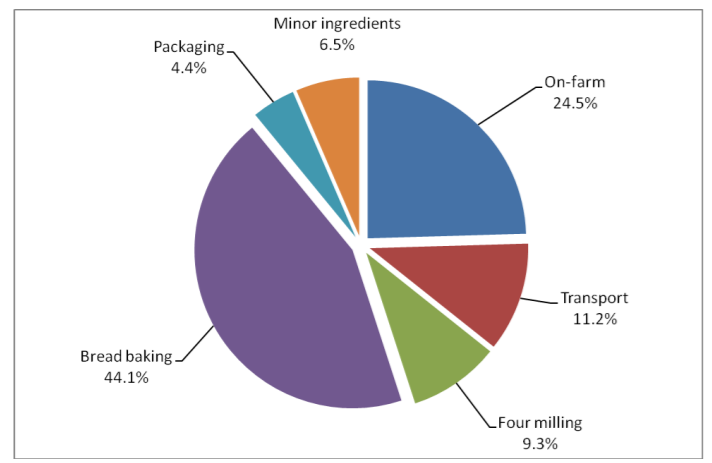 Minor ingredients
6.5%
Packaging
4.4%
On-farm
24.5%
Transport
11.2%
Bread baking
44.1%
Four milling
9.3%